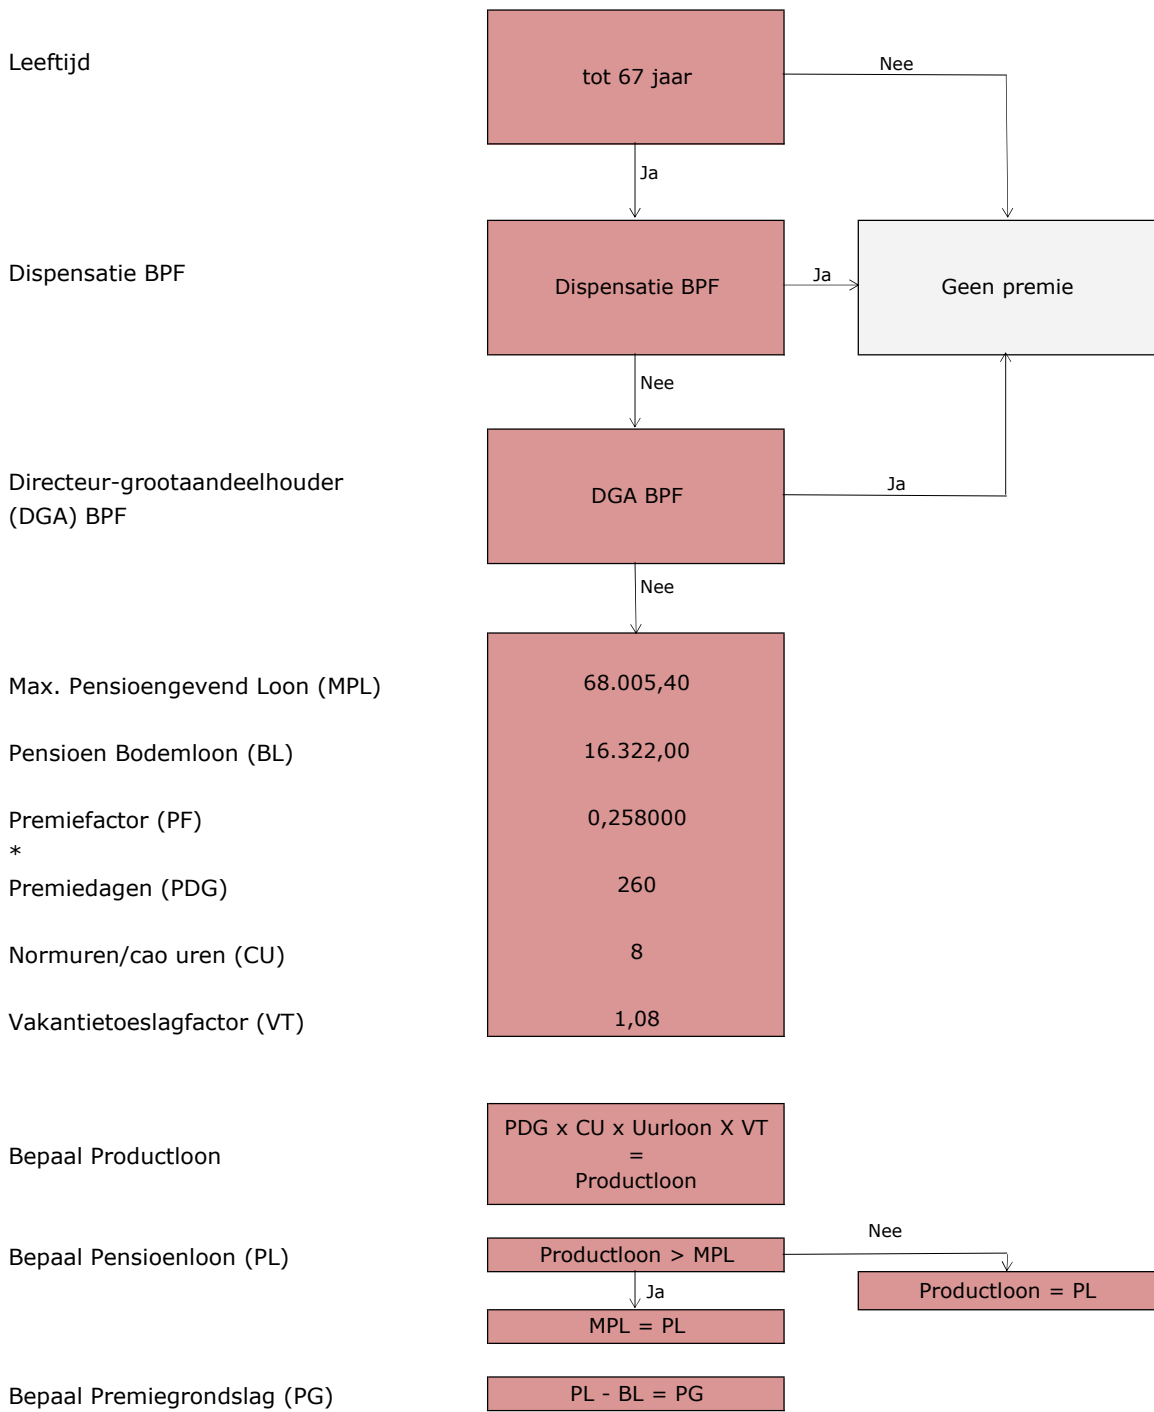 Leeftijd
tot 67 jaar
Nee
Ja
Dispensatie BPF
Dispensatie BPF
Ja
Geen premie
Nee
Directeur-grootaandeelhouder
(DGA) BPF
DGA BPF
Ja
Nee
Max. Pensioengevend Loon (MPL)
68.005,40
Pensioen Bodemloon (BL)
16.322,00
Premiefactor (PF)
0,258000
*
Premiedagen (PDG)
260
Normuren/cao uren (CU)
8
Vakantietoeslagfactor (VT)
1,08
Bepaal Productloon
PDG x CU x Uurloon X VT
=
Productloon
Bepaal Pensioenloon (PL)
Productloon > MPL
Nee
Ja
Productloon = PL
MPL = PL
Bepaal Premiegrondslag (PG)
PL - BL = PG